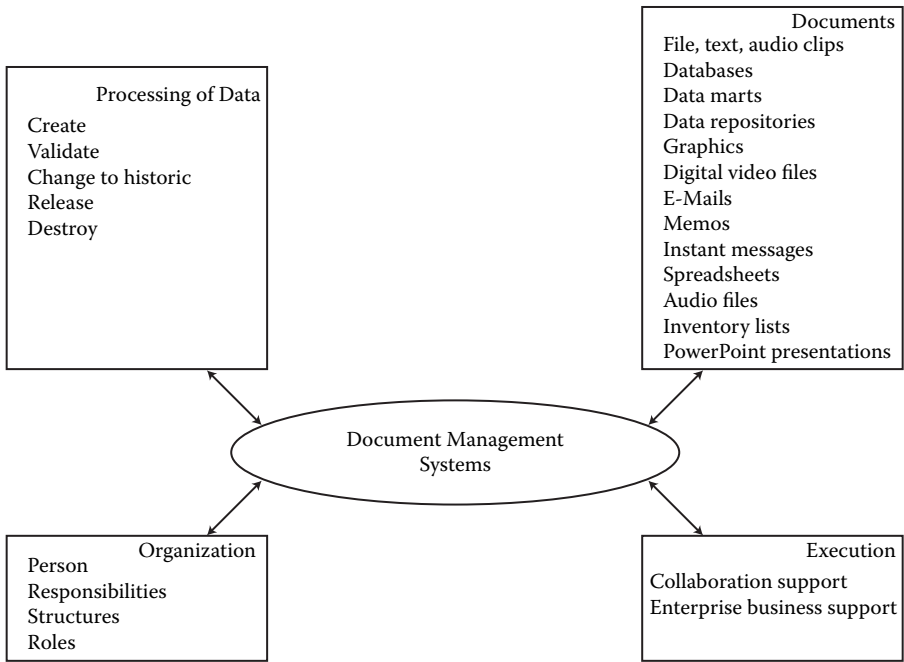 Processing of Data
Create
Validate
Change to historic
Release
Destroy
Documents
File, text, audio clips
Databases
Data marts
Data repositories
Graphics
Digital video files
E-Mails
Memos
Instant messages
Spreadsheets
Audio files
Inventory lists
PowerPoint presentations
Document Management
Systems
Organization
Person
Responsibilities
Structures
Roles
Execution
Collaboration support
Enterprise business support